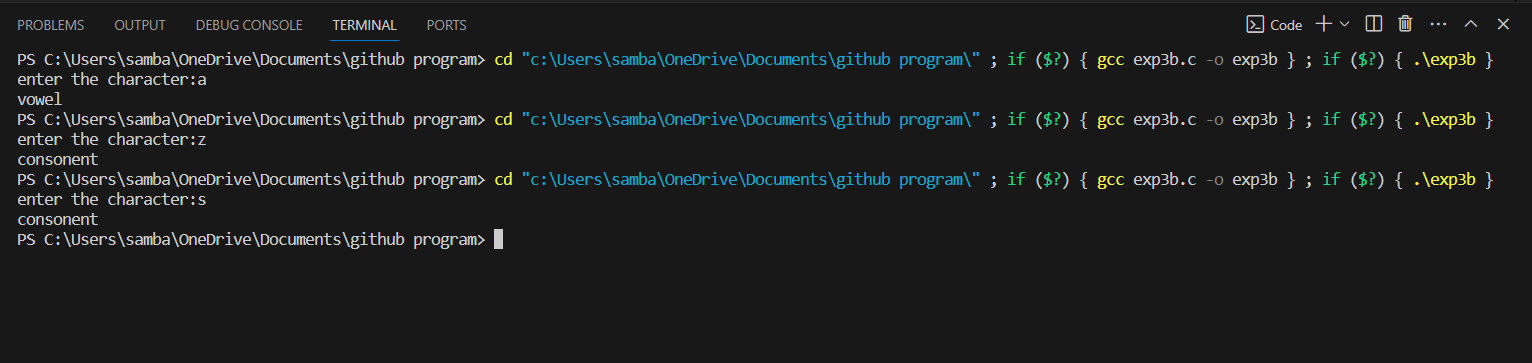 PROBLEMS OUTPUT DEBUG CONSOLE TERMINAL PORTS Code
PS C:\Users\samba\OneDrive\Documents\github program> cd "c:\Users\samba\OneDrive\Documents\github program\" ; if ($?) { gcc exp3b.c -o exp3b } ; if ($?) { .\exp3b }
enter the character:a
vowel
PS C:\Users\samba\OneDrive\Documents\github program> cd "c:\Users\samba\OneDrive\Documents\github program\" ; if ($?) { gcc exp3b.c -o exp3b } ; if ($?) { .\exp3b }
enter the character:z
consonent
PS C:\Users\samba\OneDrive\Documents\github program> cd "c:\Users\samba\OneDrive\Documents\github program\" ; if ($?) { gcc exp3b.c -o exp3b } ; if ($?) { .\exp3b }
enter the character:s
consonent
PS C:\Users\samba\OneDrive\Documents\github program>